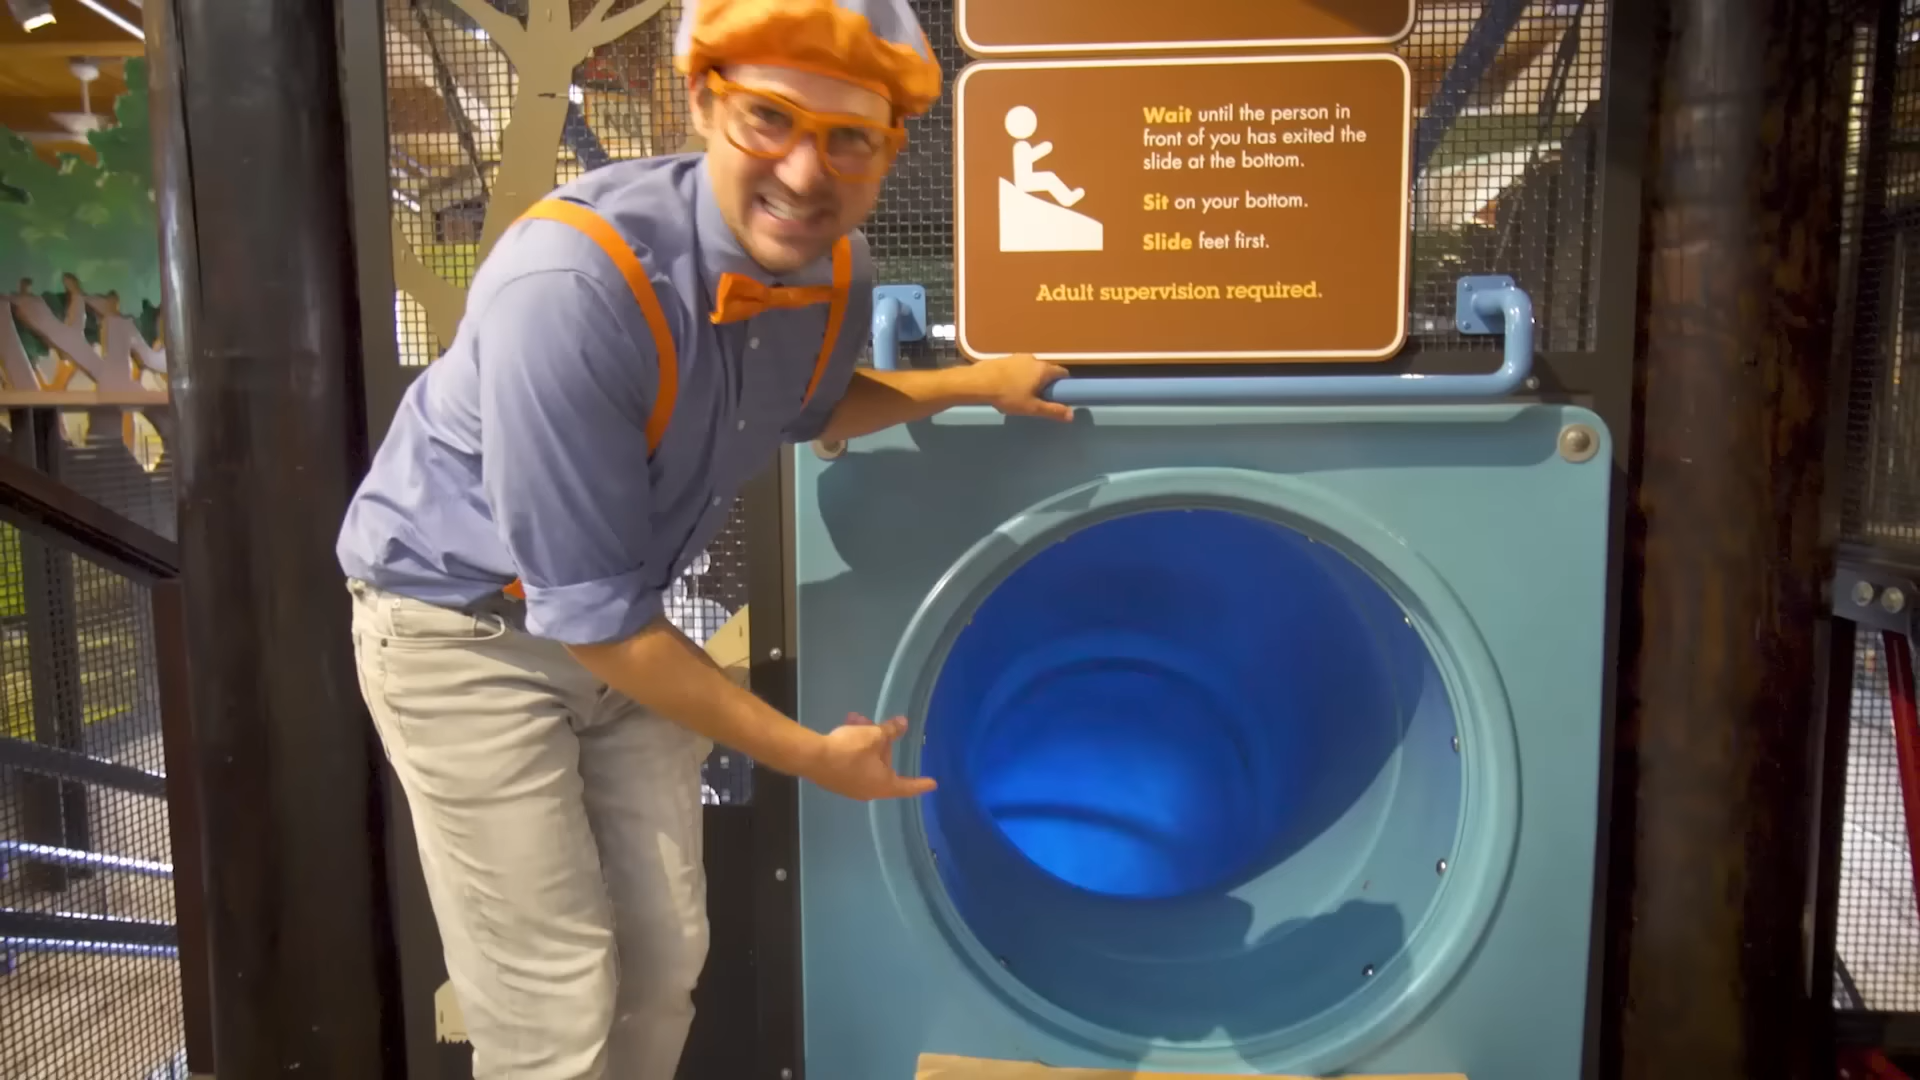 Wait until the person in
front of you has exited the
slide at the bottom.
Sit on your bottom.
Slide feet first.
Adult supervision required.